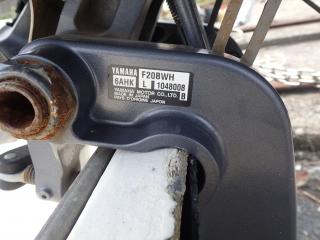 YAMAHA F20BWH
6AHK L 1048008
YAMAHA MOTOR CO., LTD. B
MADE IN JAPAN
PAYS D'ORIGINE JAPON